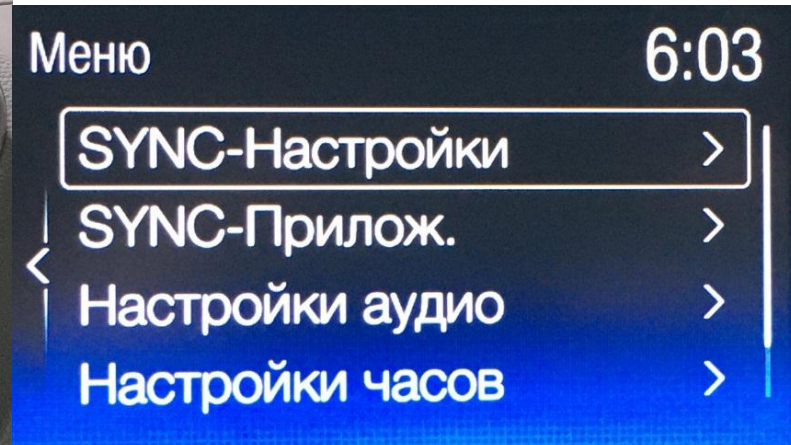 Меню 6:03
SYNC-Настройки
SYNC-Прилож.
Настройки аудио
Настройки часов